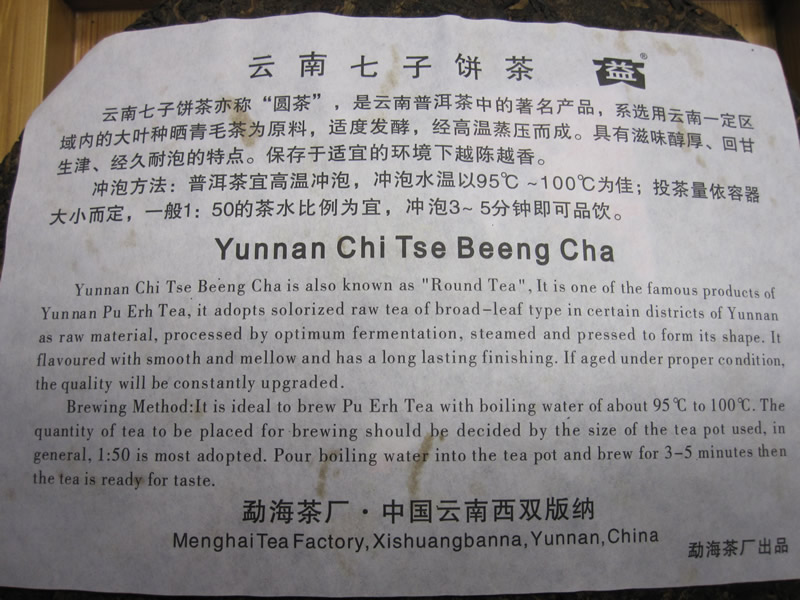 云南七子饼茶 益®
云南七子饼茶亦称“圆茶”，是云南普洱茶中的著名产品，系选用云南一定区
域内的大叶种晒青毛茶为原料，适度发酵，经高温蒸压而成。具有滋味醇厚、回甘
生津、经久耐泡的特点。保存于适宜的环境下越陈越香。
冲泡方法：普洱茶宜高温冲泡，冲泡水温以95℃～100℃为佳；投茶量依容器
大小而定，一般1：50的茶水比例为宜，冲泡3～5分钟即可品饮。
Yunnan Chi Tse Beeng Cha
Yunnan Chi Tse Beeng Cha is also known as "Round Tea", It is one of the famous products of
Yunnan Pu Erh Tea, it adopts solorized raw tea of broad-leaf type in certain districts of Yunnan
as raw material, processed by optimum fermentation, steamed and pressed to form its shape. It
flavoured with smooth and mellow and has a long lasting finishing. If aged under proper condition,
the quality will be constantly upgraded.
Brewing Method:It is ideal to brew Pu Erh Tea with boiling water of about 95℃ to 100℃. The
quantity of tea to be placed for brewing should be decided by the size of the tea pot used, in
general, 1:50 is most adopted. Pour boiling water into the tea pot and brew for 3-5 minutes then
the tea is ready for taste.
勐海茶厂·中国云南西双版纳
Menghai Tea Factory,Xishuangbanna,Yunnan,China
勐海茶厂出品